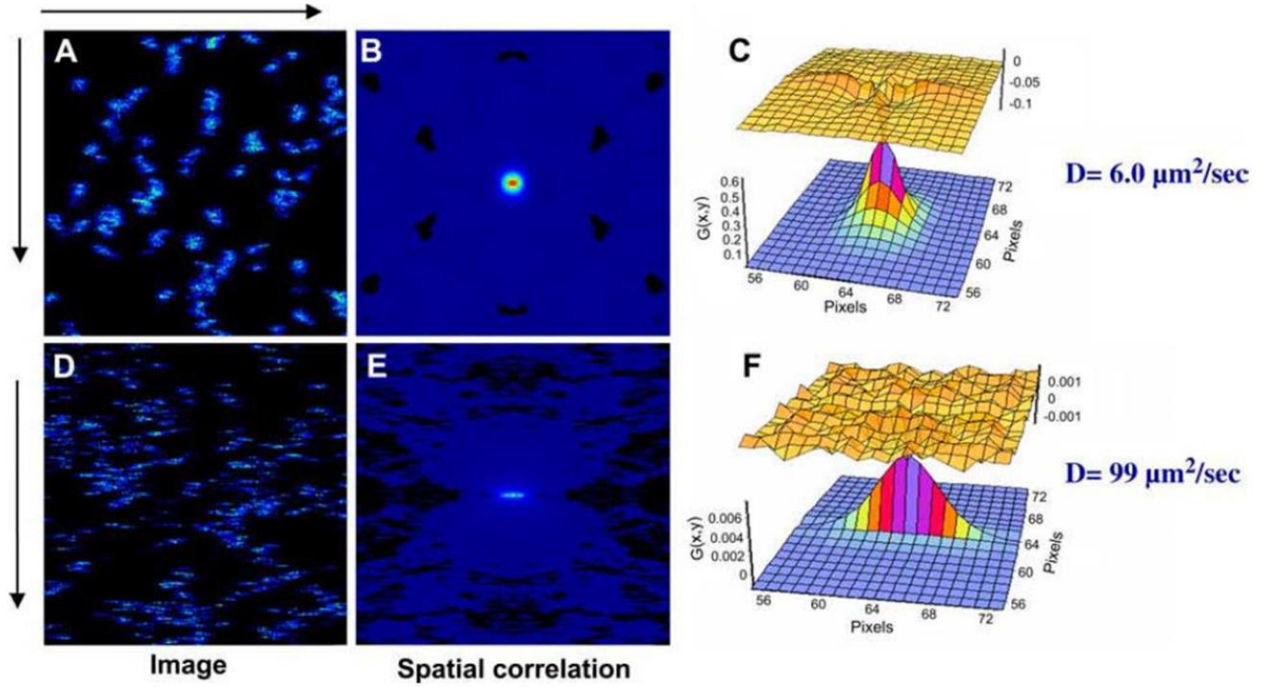 A
B
C
0
-0.05
-0.1
0.6
0.5
0.4
0.3
0.2
0.1
G(x,y)
56
60
64
68
72
Pixels
72
68
64
60
56
Pixels
D= 6.0 µm²/sec
D
E
F
0.001
0
-0.001
0.006
0.004
0.002
0
G(x,y)
56
60
64
68
72
Pixels
72
68
64
60
56
Pixels
D= 99 µm²/sec
Image
Spatial correlation